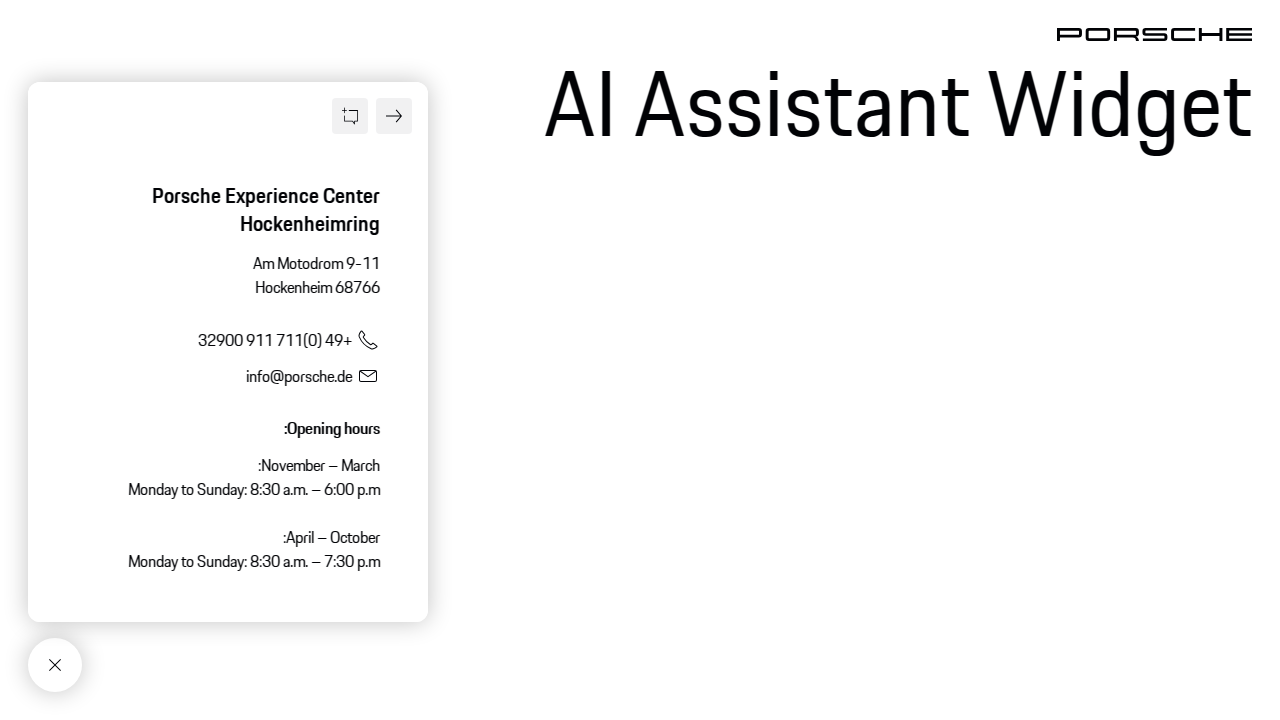 PORSCHE
AI Assistant Widget
Porsche Experience Center
Hockenheimring
Am Motodrom 9-11
Hockenheim 68766
32900 911 711(0) 49+
info@porsche.de
:Opening hours
:November – March
Monday to Sunday: 8:30 a.m. – 6:00 p.m
:April – October
Monday to Sunday: 8:30 a.m. – 7:30 p.m